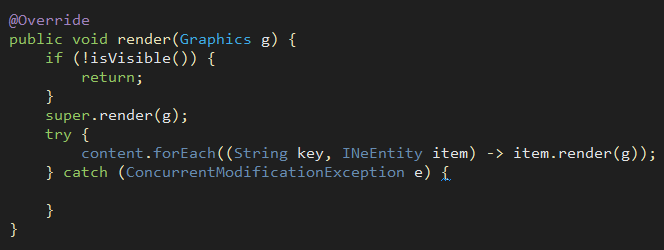 @Override
public void render(Graphics g) {
    if (!isVisible()) {
        return;
    }
    super.render(g);
    try {
        content.forEach((String key, INeEntity item) -> item.render(g));
    } catch (ConcurrentModificationException e) {

    }
}